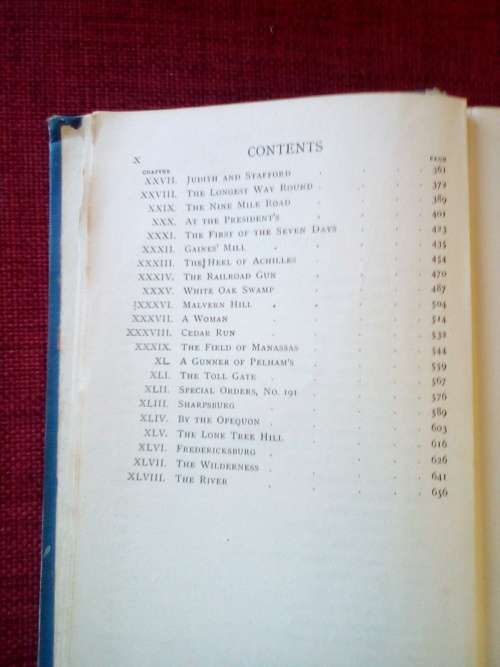 X CONTENTS
CHAPTER PAGE
XXVII. JUDITH AND STAFFORD . . . . 361
XXVIII. THE LONGEST WAY ROUND . . . . 372
XXIX. THE NINE MILE ROAD . . . . 389
XXX. AT THE PRESIDENT'S . . . . 401
XXXI. THE FIRST OF THE SEVEN DAYS . . . 423
XXXII. GAINES' MILL . . . . . 435
XXXIII. THE HEEL OF ACHILLES . . . . 454
XXXIV. THE RAILROAD GUN . . . . 470
XXXV. WHITE OAK SWAMP . . . . 487
XXXVI. MALVERN HILL . . . . . 504
XXXVII. A WOMAN . . . . . 514
XXXVIII. CEDAR RUN . . . . . 532
XXXIX. THE FIELD OF MANASSAS . . . . 544
XL. A GUNNER OF PELHAM'S . . . . 559
XLI. THE TOLL GATE . . . . . 567
XLII. SPECIAL ORDERS, NO. 191 . . . . 576
XLIII. SHARPSBURG . . . . . 589
XLIV. BY THE OPEQUON . . . . . 603
XLV. THE LONE TREE HILL . . . . 616
XLVI. FREDERICKSBURG . . . . . 626
XLVII. THE WILDERNESS . . . . . 641
XLVIII. THE RIVER . . . . . 656